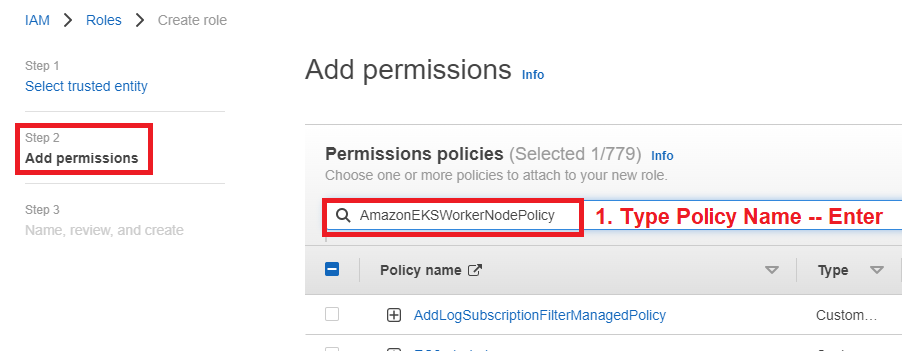 IAM > Roles > Create role
Step 1
Select trusted entity
Step 2
Add permissions
Step 3
Name, review, and create
Add permissions Info
Permissions policies (Selected 1/779) Info
Choose one or more policies to attach to your new role.
AmazonEKSWorkerNodePolicy
1. Type Policy Name -- Enter
Policy name Type
AddLogSubscriptionFilterManagedPolicy Custom...